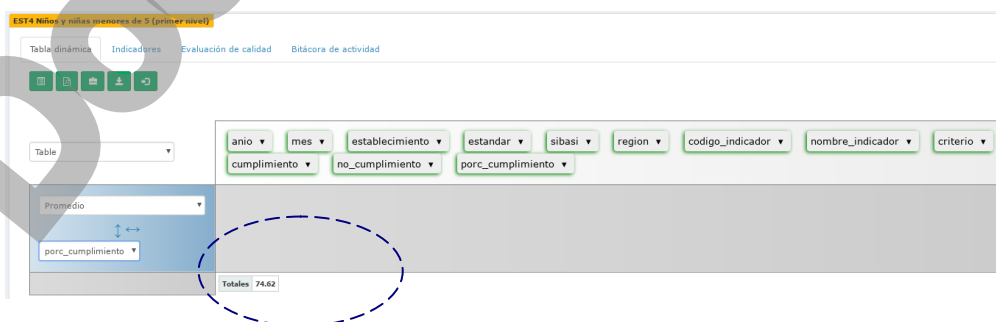 EST4 Niños y niñas menores de 5 (primer nivel)
Tabla dinámica Indicadores Evaluación de calidad Bitácora de actividad
anio ▾ mes ▾ establecimiento ▾ estandar ▾ sibasi ▾ region ▾ codigo_indicador ▾ nombre_indicador ▾ criterio ▾
Table
cumplimiento ▾ no_cumplimiento ▾ porc_cumplimiento ▾
Promedio
porc_cumplimiento
Totales 74.62